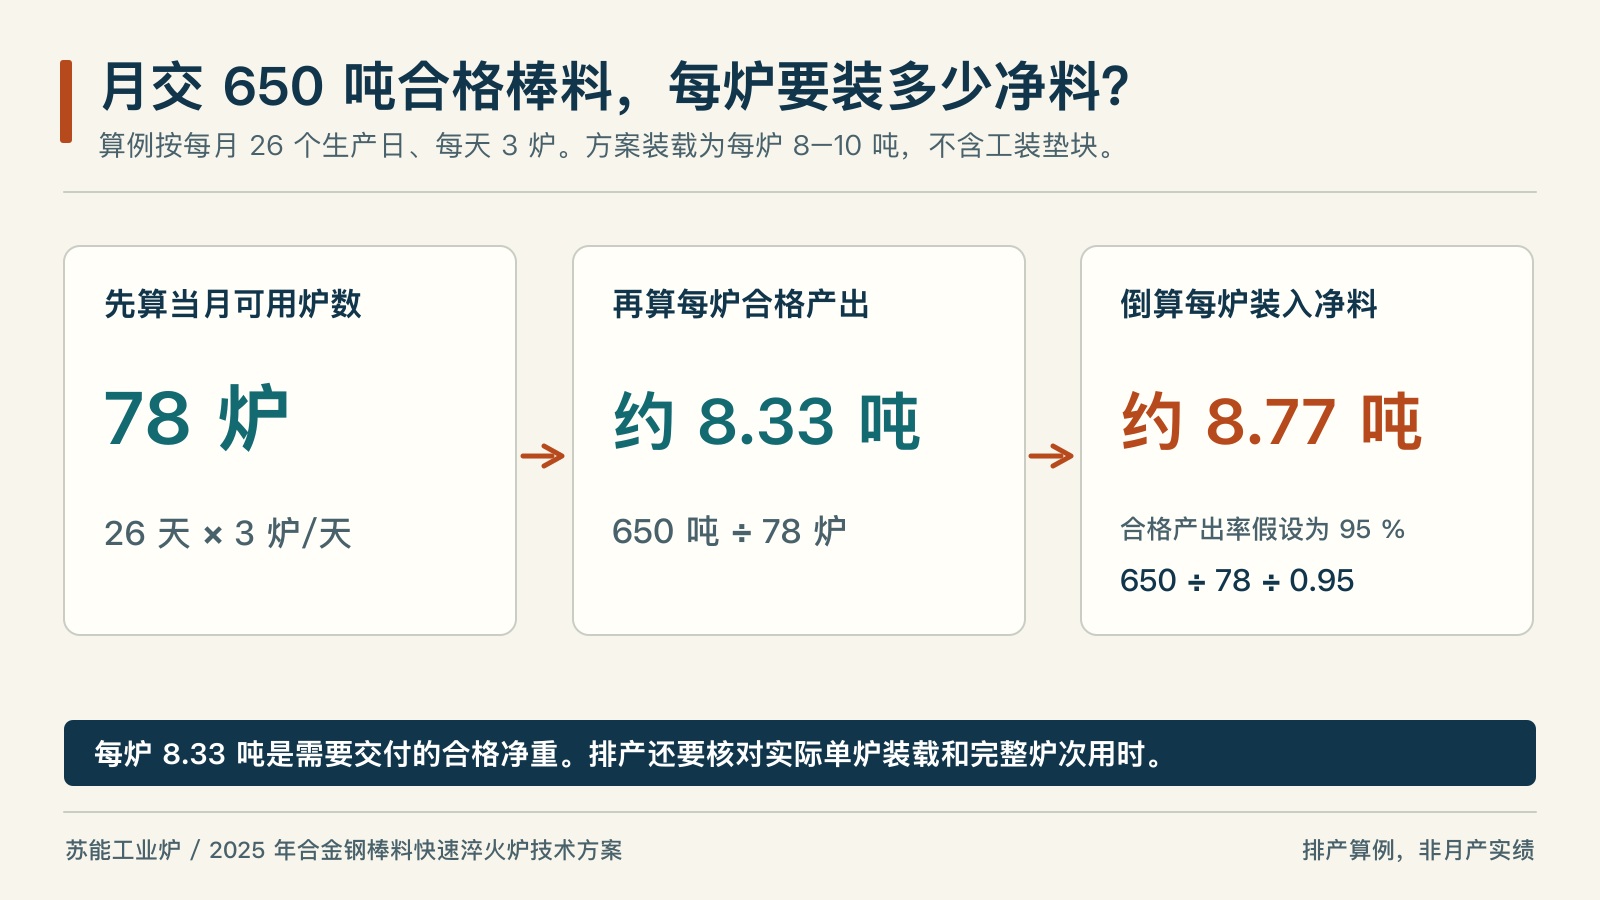 月交 650 吨合格棒料，每炉要装多少净料?
算例按每月 26 个生产日、每天 3 炉。方案装载为每炉 8–10 吨，不含工装垫块。
先算当月可用炉数
78 炉
26 天 × 3 炉/天
再算每炉合格产出
约 8.33 吨
650 吨 ÷ 78 炉
倒算每炉装入净料
约 8.77 吨
合格产出率假设为 95 %
650 ÷ 78 ÷ 0.95
每炉 8.33 吨是需要交付的合格净重。排产还要核对实际单炉装载和完整炉次用时。
苏能工业炉 / 2025 年合金钢棒料快速淬火炉技术方案
排产算例，非月产实绩